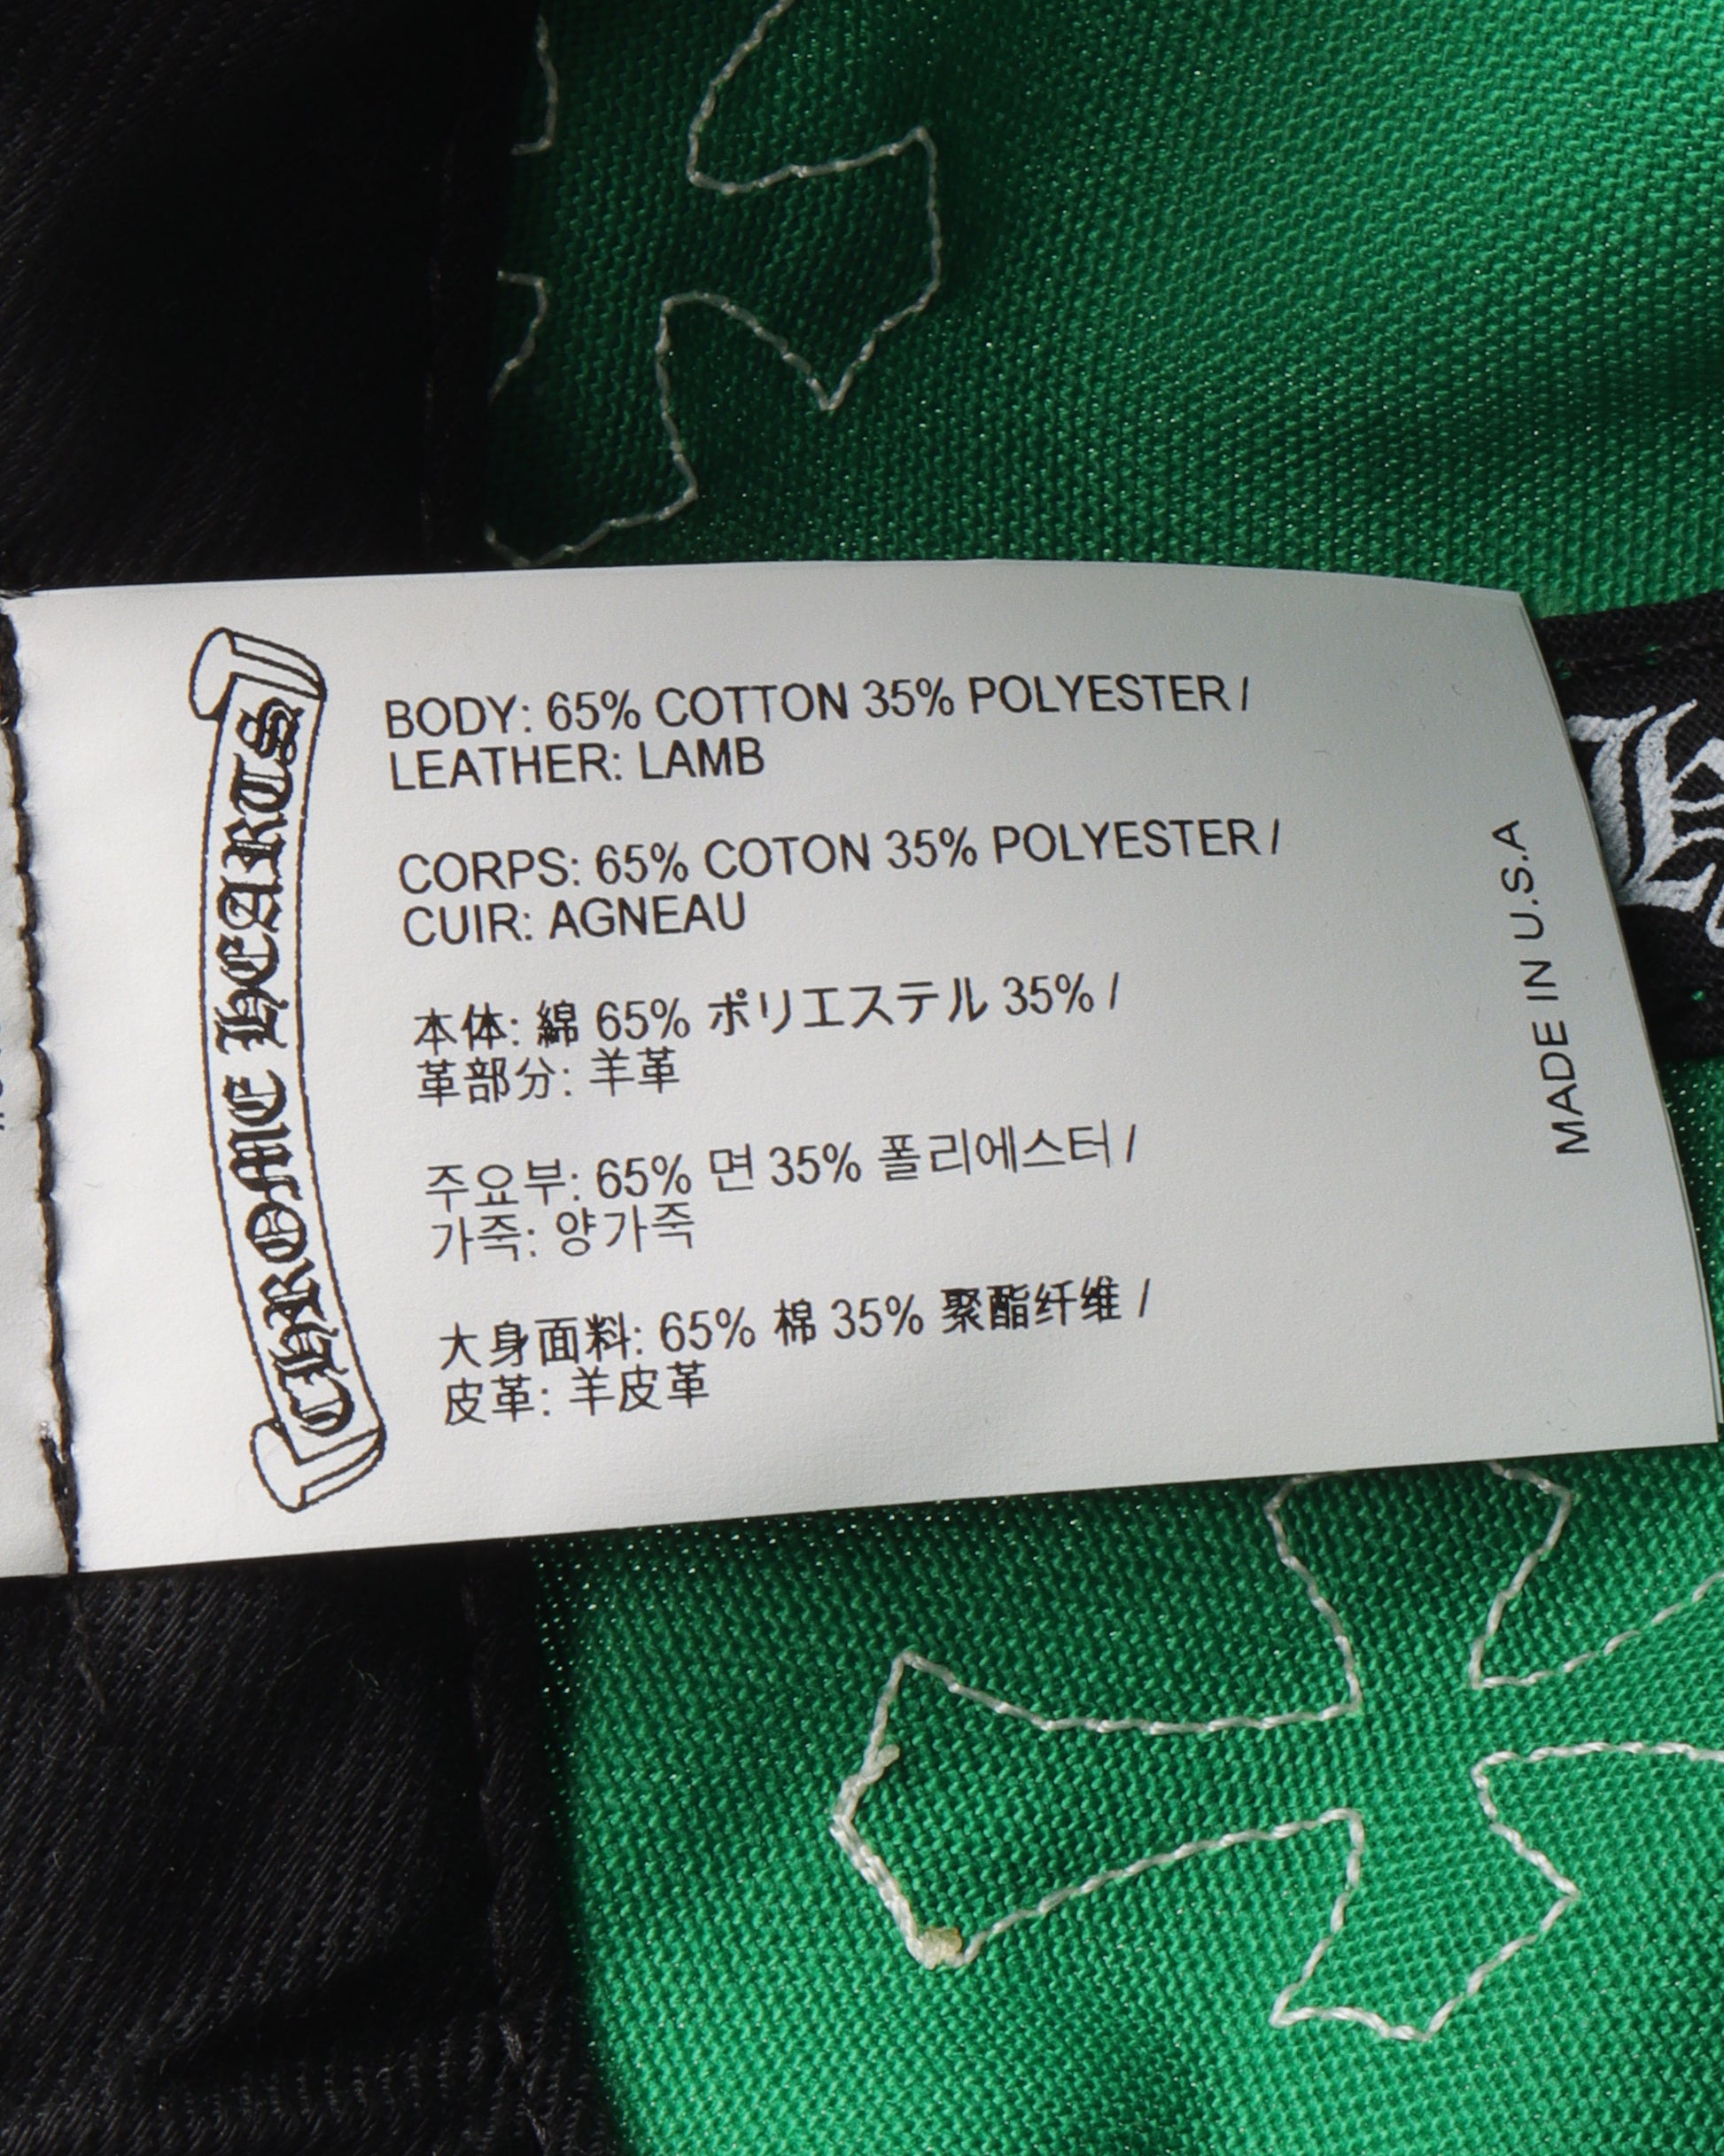 CHROME HEARTS
BODY: 65% COTTON 35% POLYESTER /
LEATHER: LAMB
CORPS: 65% COTON 35% POLYESTER /
CUIR: AGNEAU
本体: 綿 65% ポリエステル 35% /
革部分: 羊革
주요부: 65% 면 35% 폴리에스터 /
가죽: 양가죽
大身面料: 65% 棉 35% 聚酯纤维 /
皮革: 羊皮革
MADE IN U.S.A